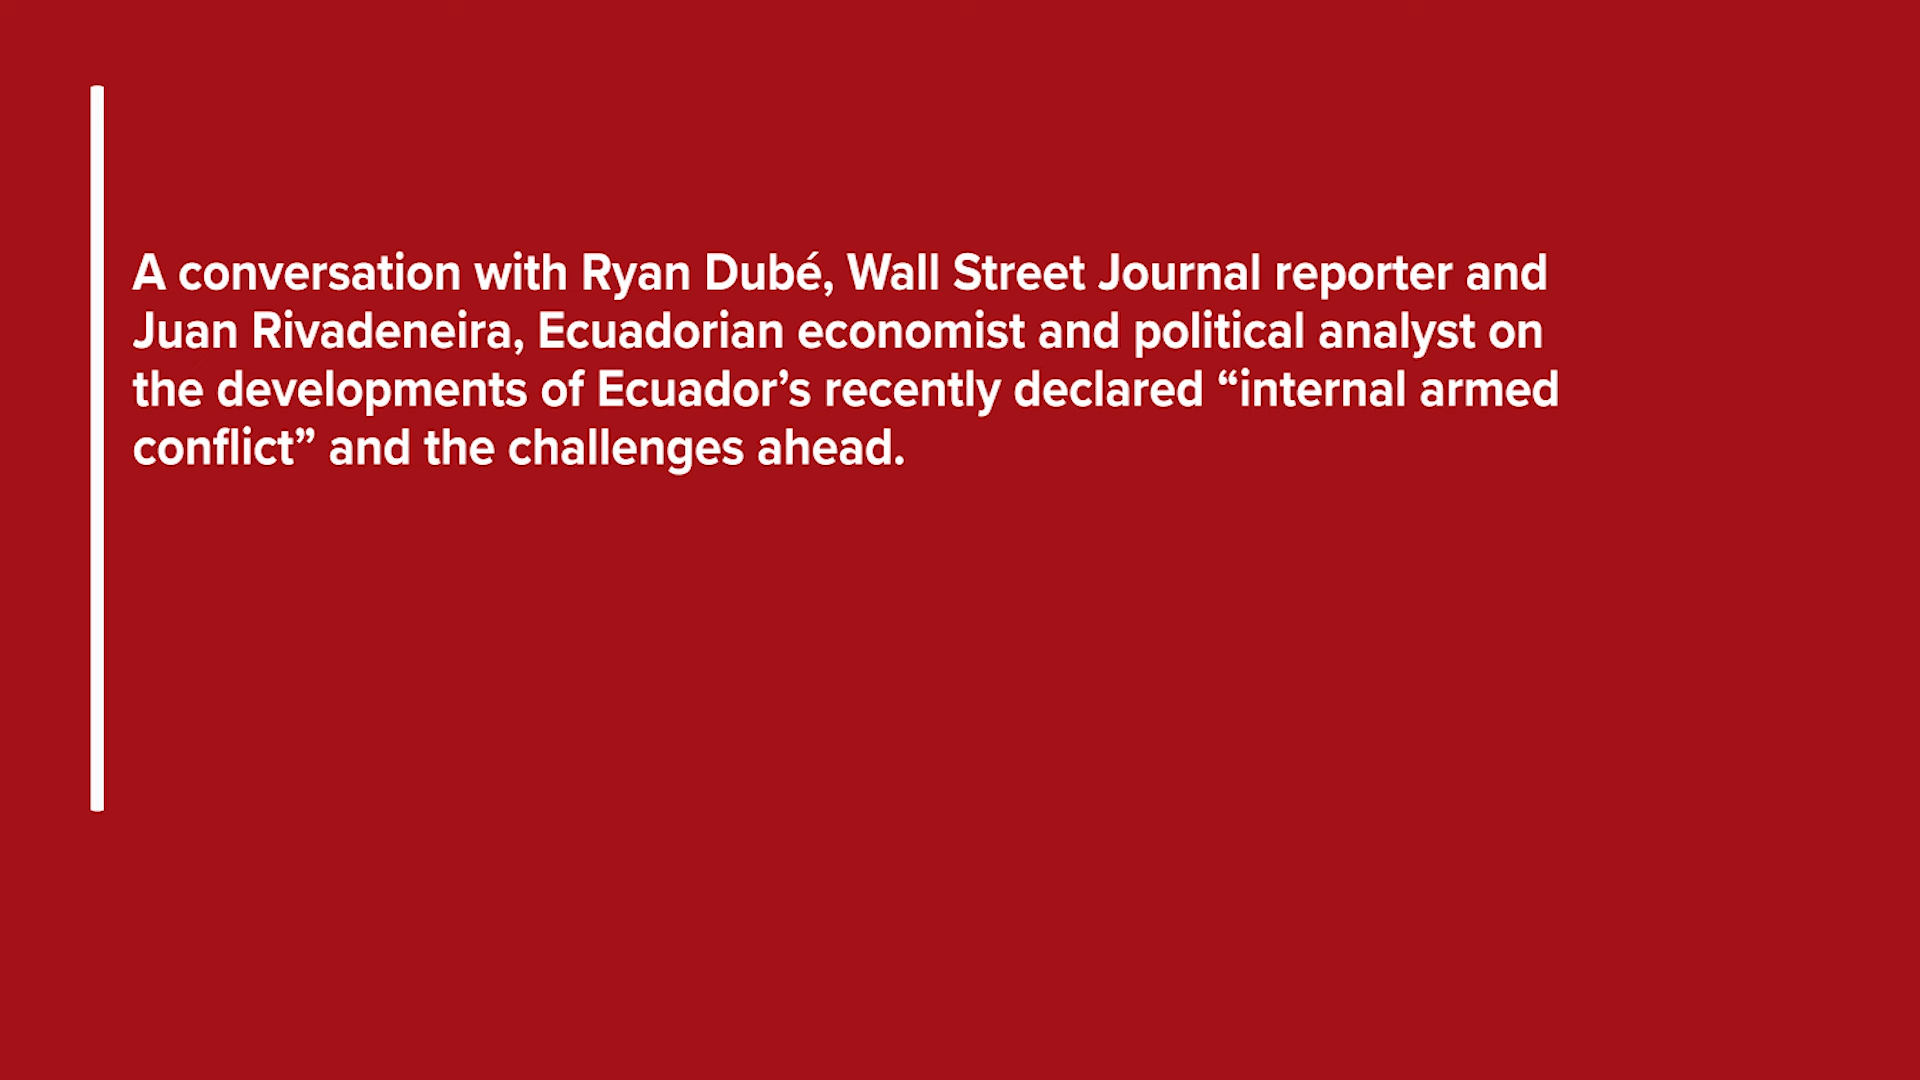 A conversation with Ryan Dubé, Wall Street Journal reporter and
Juan Rivadeneira, Ecuadorian economist and political analyst on
the developments of Ecuador’s recently declared “internal armed
conflict” and the challenges ahead.